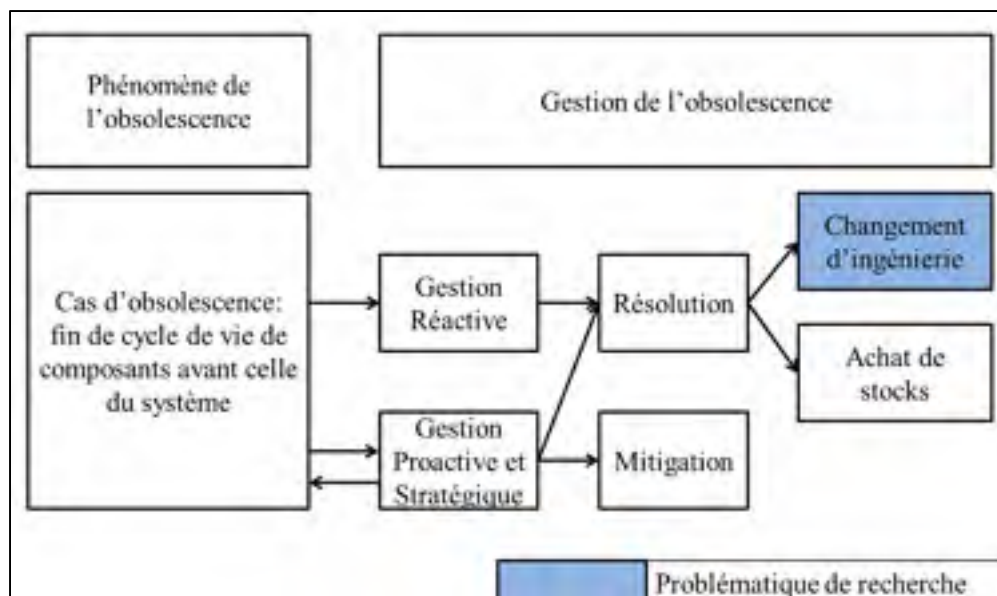 Phénomène de
l'obsolescence
Gestion de l'obsolescence
Cas d'obsolescence:
fin de cycle de vie de
composants avant celle
du système
Gestion
Réactive
Gestion
Proactive et
Stratégique
Résolution
Mitigation
Changement
d'ingénierie
Achat de
stocks
Problématique de recherche